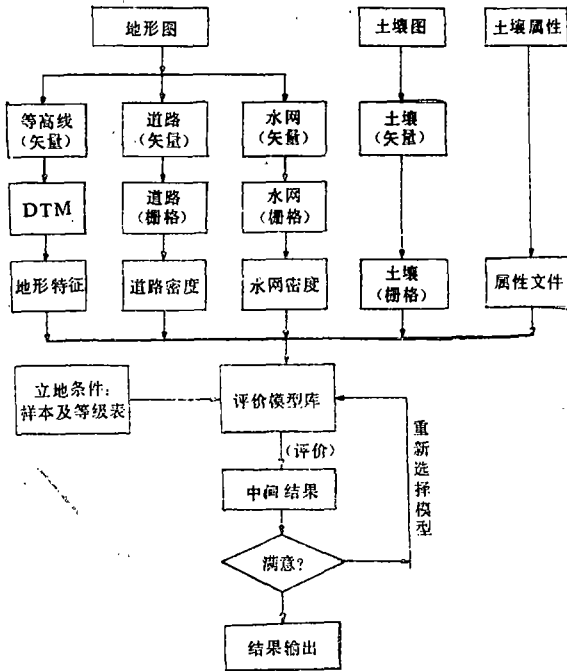 地形图
土壤图
土壤属性
等高线
(矢量)
道路
(矢量)
水网
(矢量)
土壤
(矢量)
DTM
道路
(栅格)
水网
(栅格)
地形特征
道路密度
水网密度
土壤
(栅格)
属性文件
立地条件:
样本及等级表
评价模型库
(评价)
中间结果
重新选择模型
满意?
结果输出